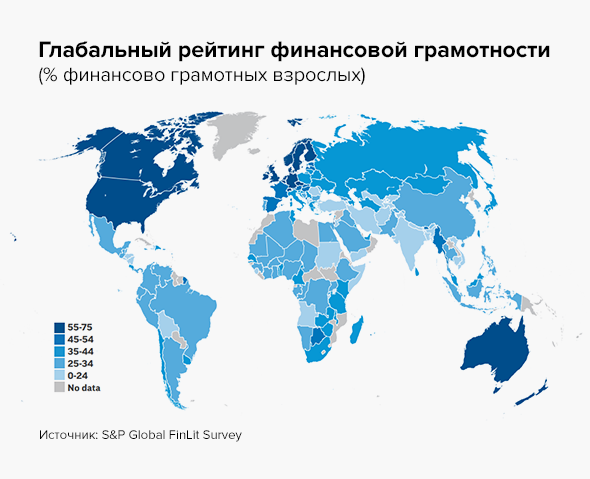 Глабальный рейтинг финансовой грамотности
(% финансово грамотных взрослых)
55-75
45-54
35-44
25-34
0-24
No data
Источник: S&P Global FinLit Survey